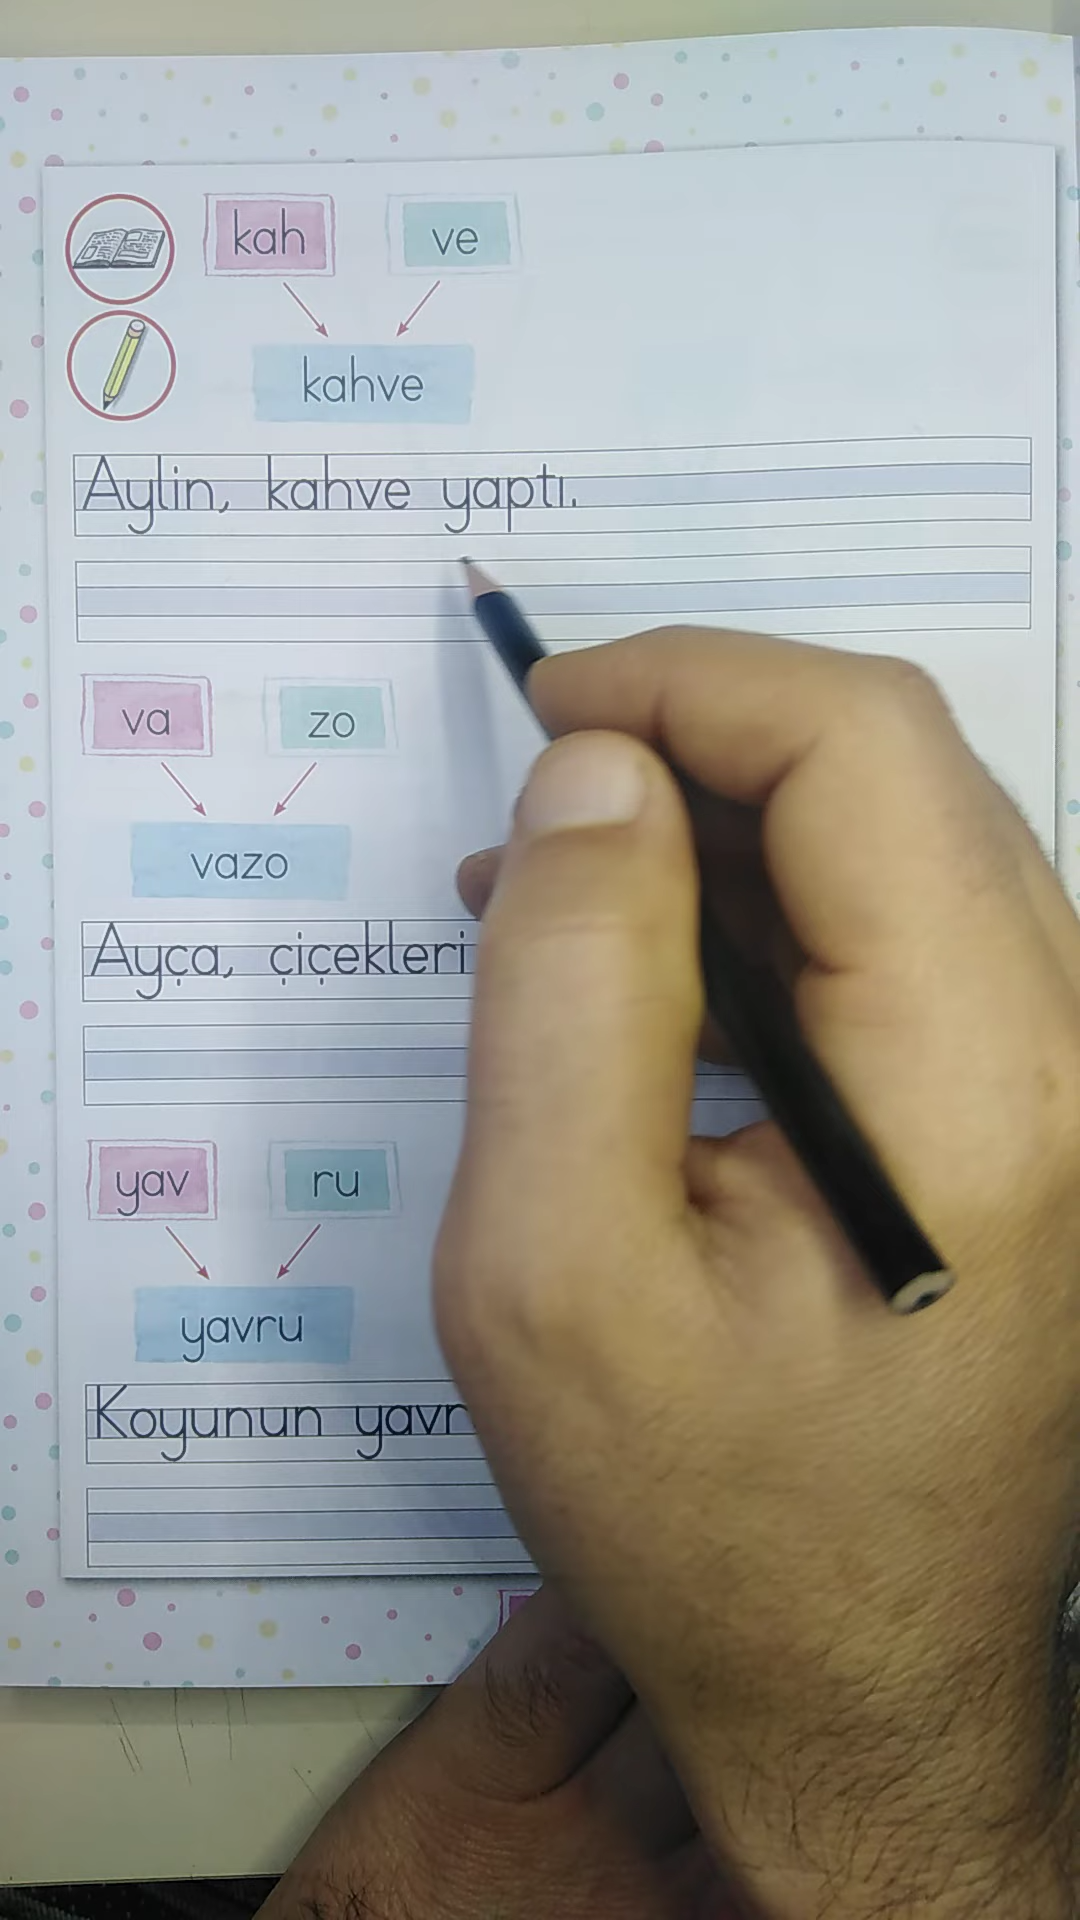 kah ve
kahve
Aylin, kahve yaptı.
va zo
vazo
Ayça, çiçekleri
yav ru
yavru
Koyunun